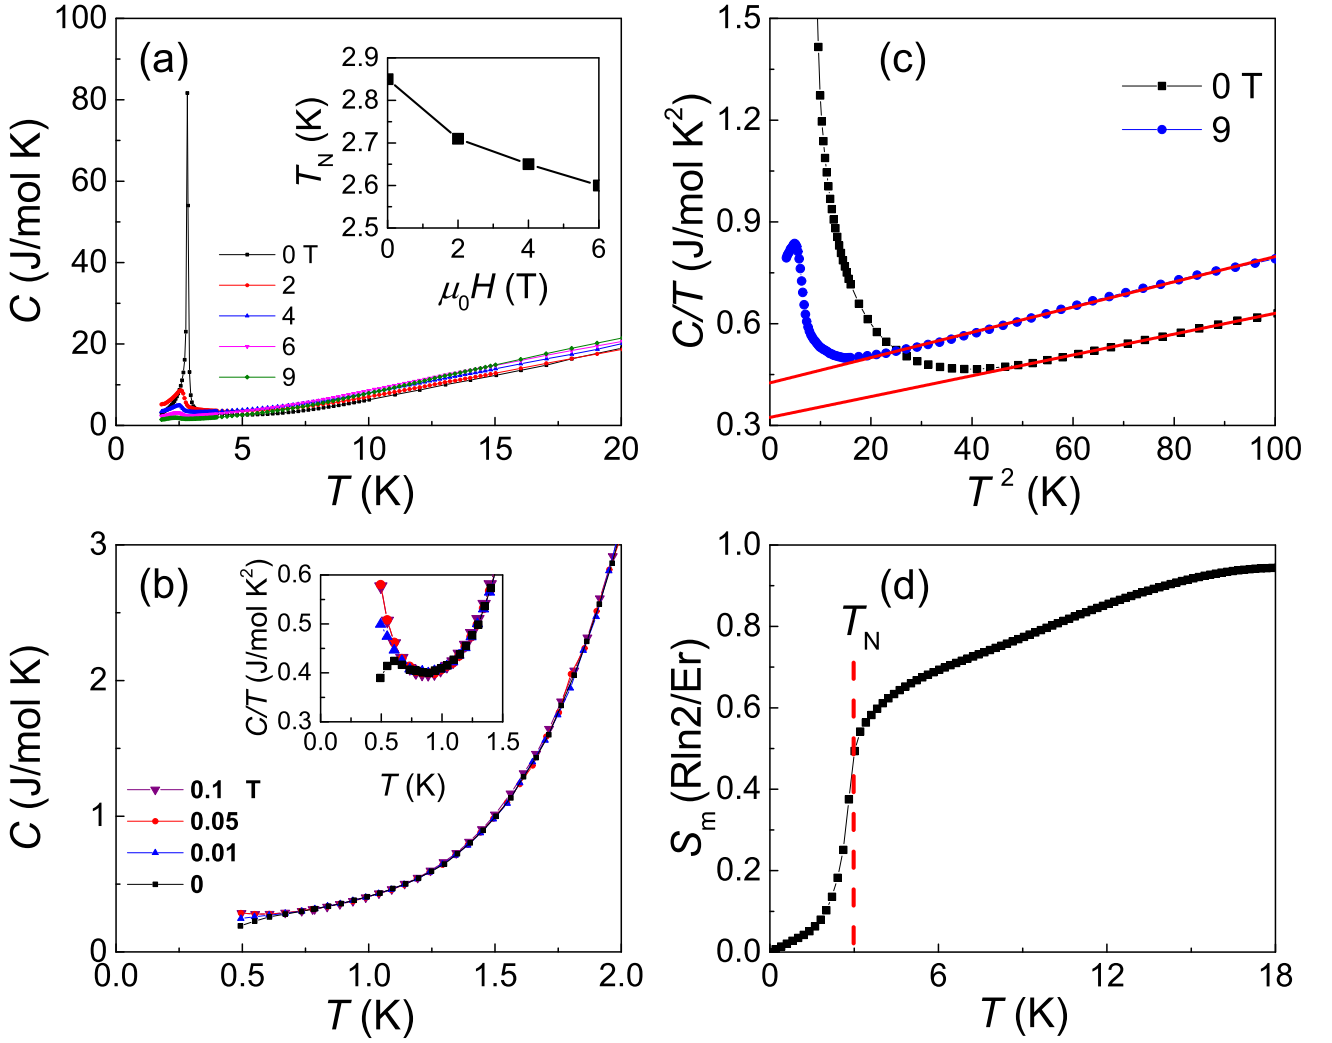 (a)
C (J/mol K)
100
80
60
40
20
0
0 5 10 15 20
T (K)
0 T
2
4
6
9
T_N (K)
2.9
2.8
2.7
2.6
2.5
0 2 4 6
μ₀H (T)
(c)
C/T (J/mol K²)
1.5
1.2
0.9
0.6
0.3
0 20 40 60 80 100
T ² (K)
0 T
9
(b)
C (J/mol K)
3
2
1
0
0.0 0.5 1.0 1.5 2.0
T (K)
0.1 T
0.05
0.01
0
C/T (J/mol K²)
0.6
0.5
0.4
0.3
0.0 0.5 1.0 1.5
T (K)
(d)
S_m (Rln2/Er)
1.0
0.8
0.6
0.4
0.2
0.0
0 6 12 18
T (K)
T_N